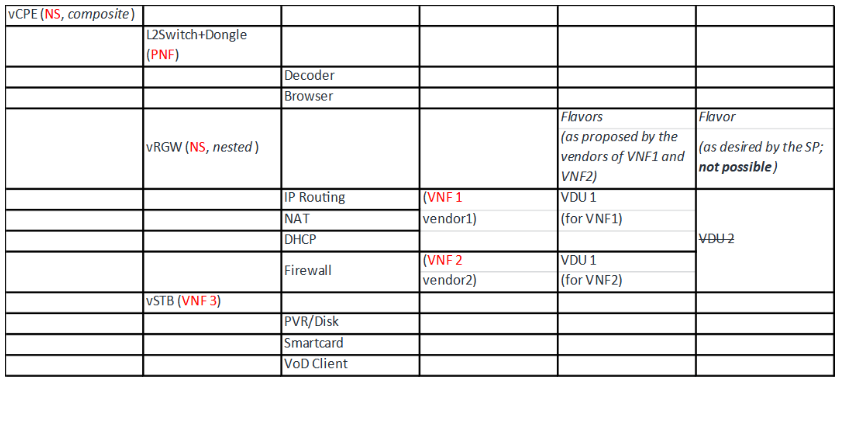 vCPE (NS, composite)
L2Switch+Dongle
(PNF)
Decoder
Browser
vRGW (NS, nested)
Flavors
(as proposed by the
vendors of VNF1 and
VNF2)
Flavor
(as desired by the SP;
not possible)
IP Routing
(VNF 1
VDU 1
NAT
vendor1)
(for VNF1)
DHCP
VDU 2
Firewall
(VNF 2
VDU 1
vendor2)
(for VNF2)
vSTB (VNF 3)
PVR/Disk
Smartcard
VoD Client